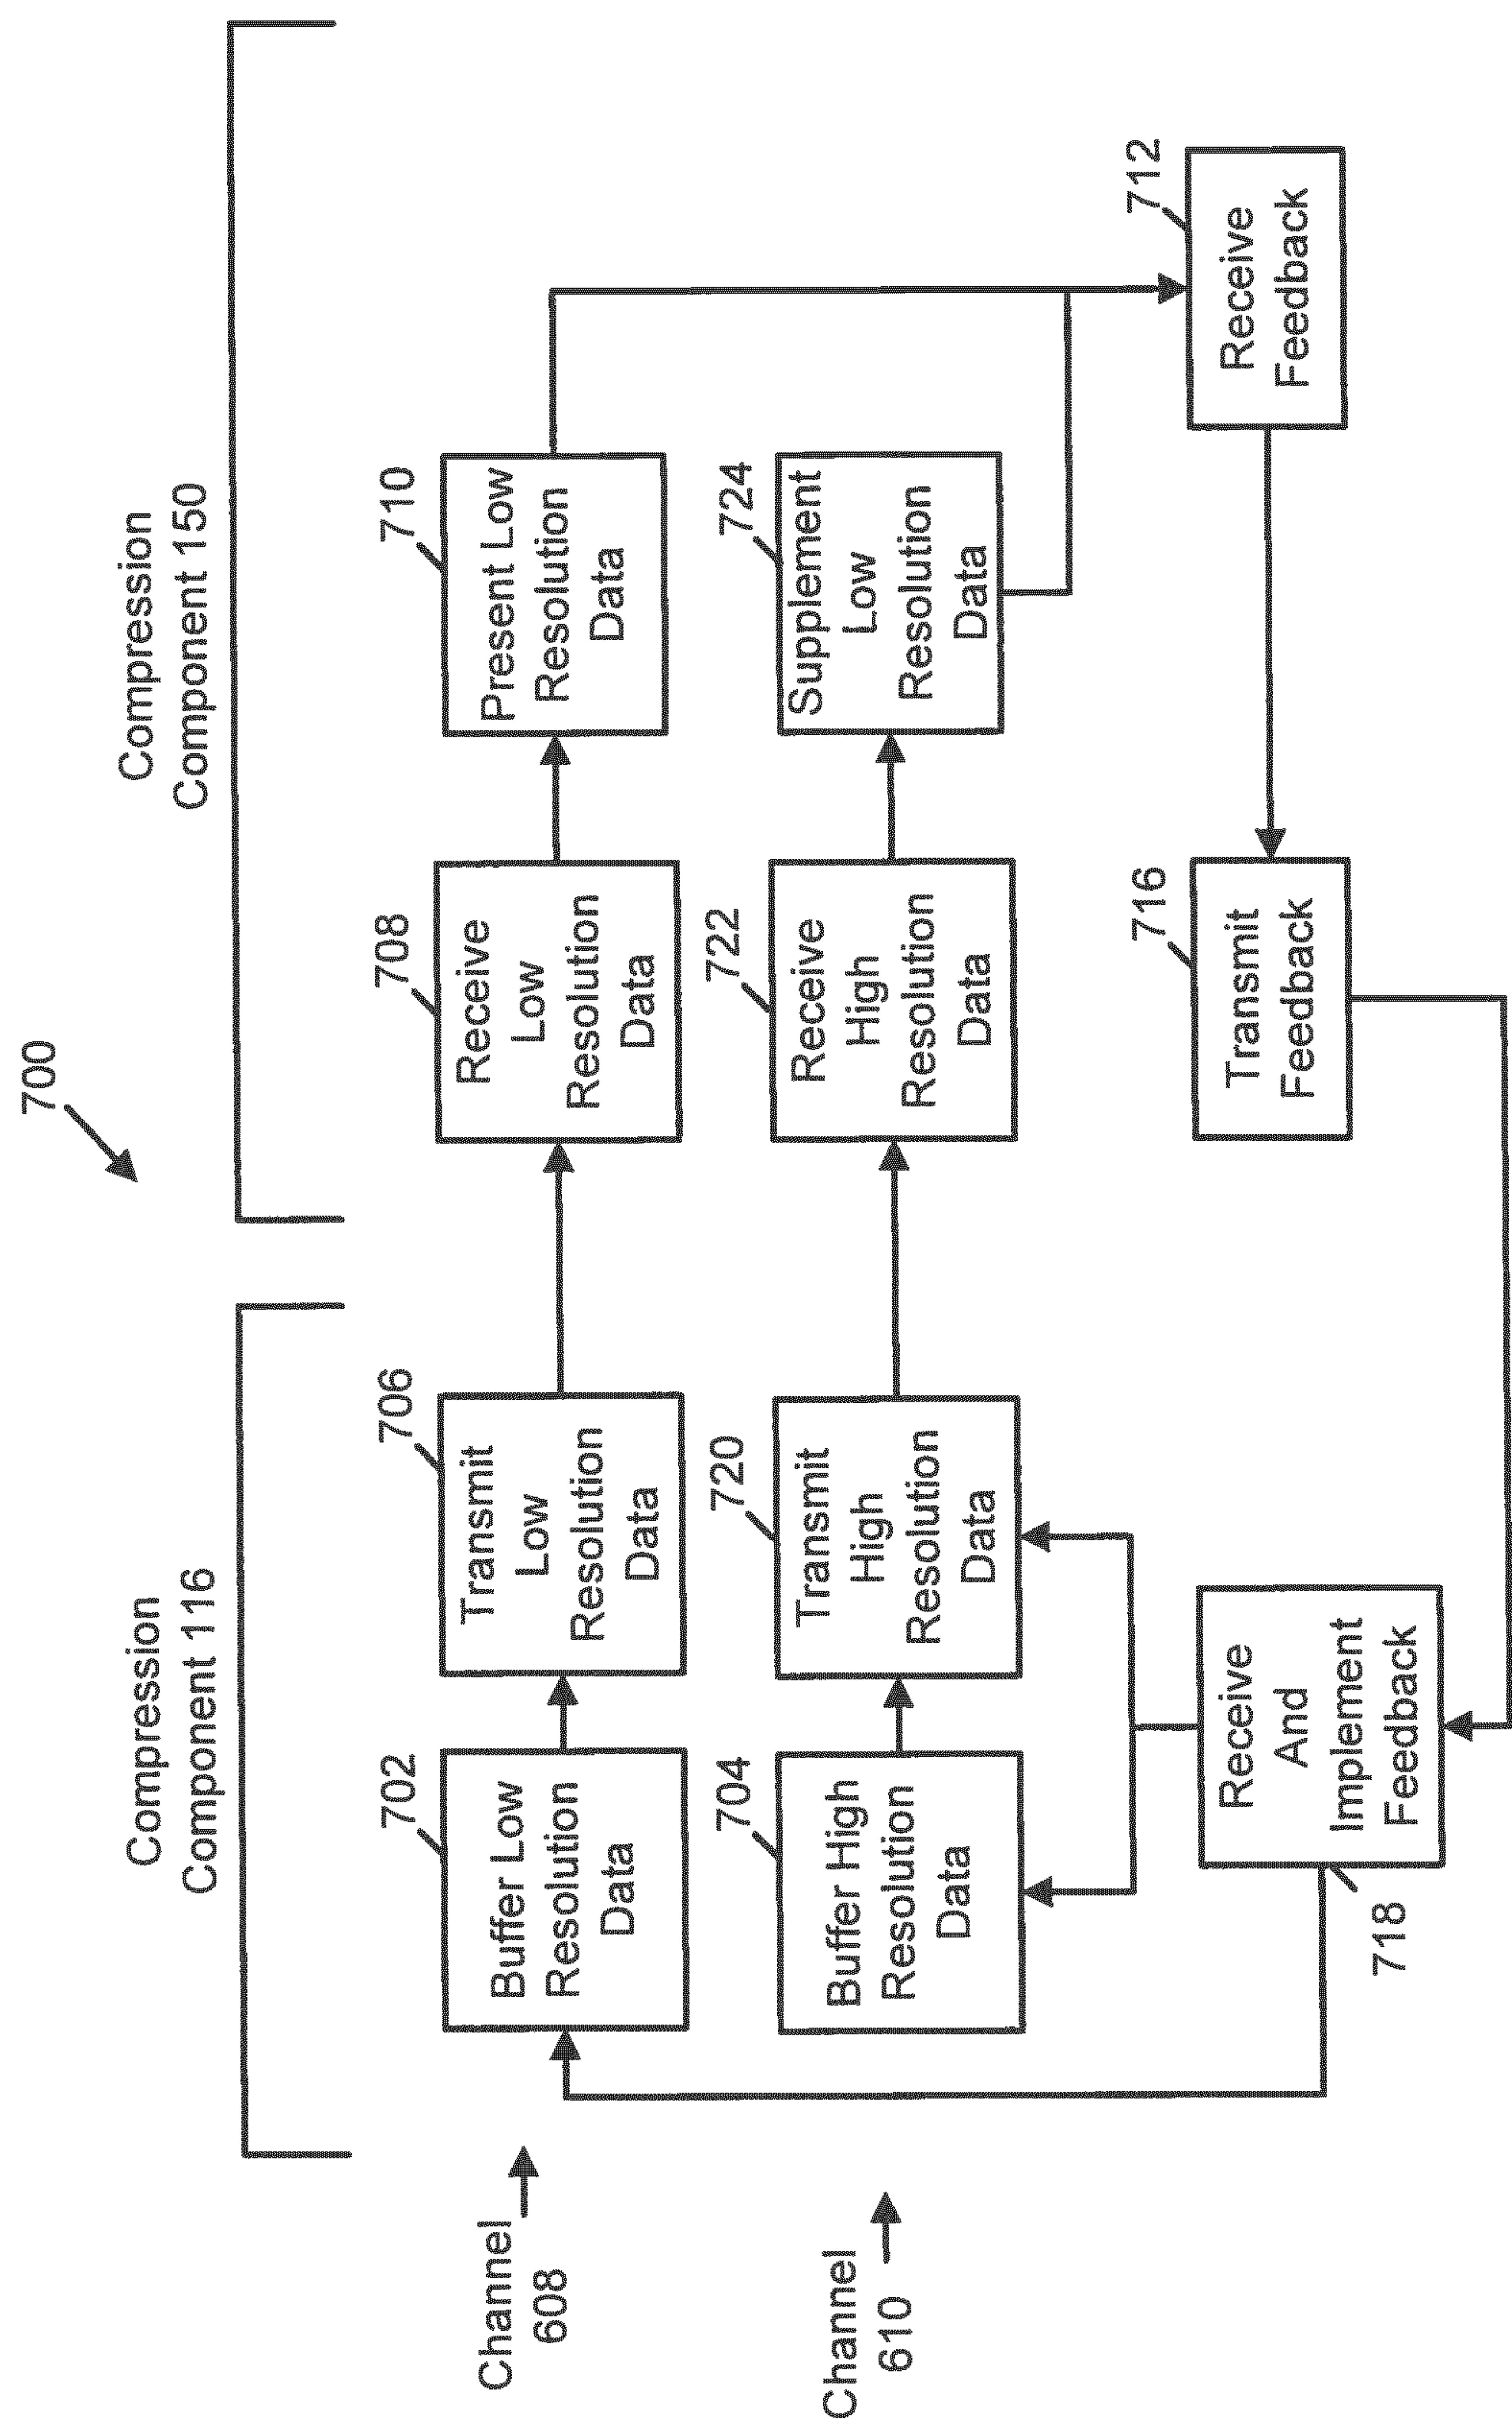 700
Compression
Component 116
Compression
Component 150
Channel
608
702
Buffer Low
Resolution
Data
706
Transmit
Low
Resolution
Data
708
Receive
Low
Resolution
Data
710
Present Low
Resolution
Data
Channel
610
704
Buffer High
Resolution
Data
720
Transmit
High
Resolution
Data
722
Receive
High
Resolution
Data
724
Supplement
Low
Resolution
Data
718
Receive
And
Implement
Feedback
716
Transmit
Feedback
712
Receive
Feedback